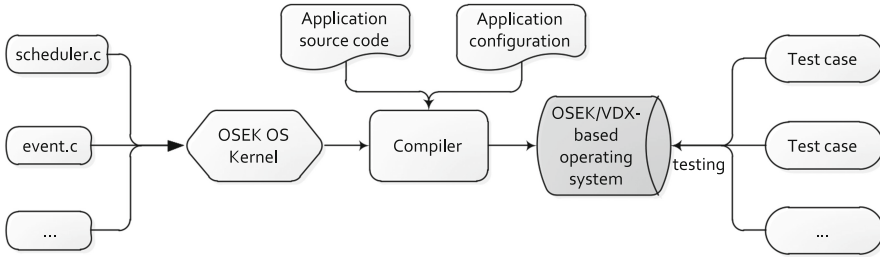 scheduler.c
event.c
...
OSEK OS
Kernel
Application
source code
Application
configuration
Compiler
OSEK/VDX-
based
operating
system
testing
Test case
Test case
...